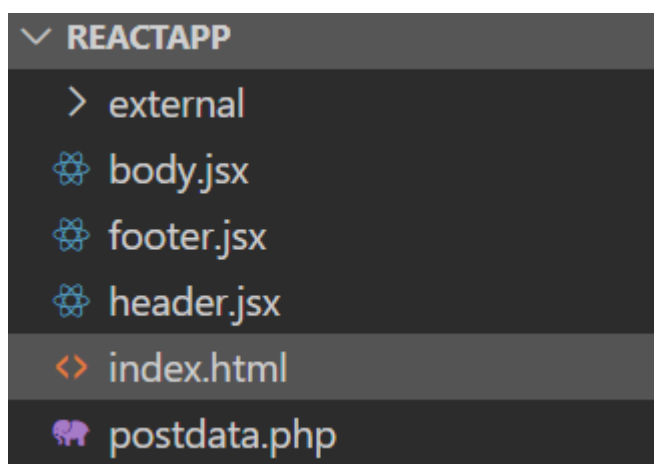 REACTAPP
external
body.jsx
footer.jsx
header.jsx
index.html
postdata.php